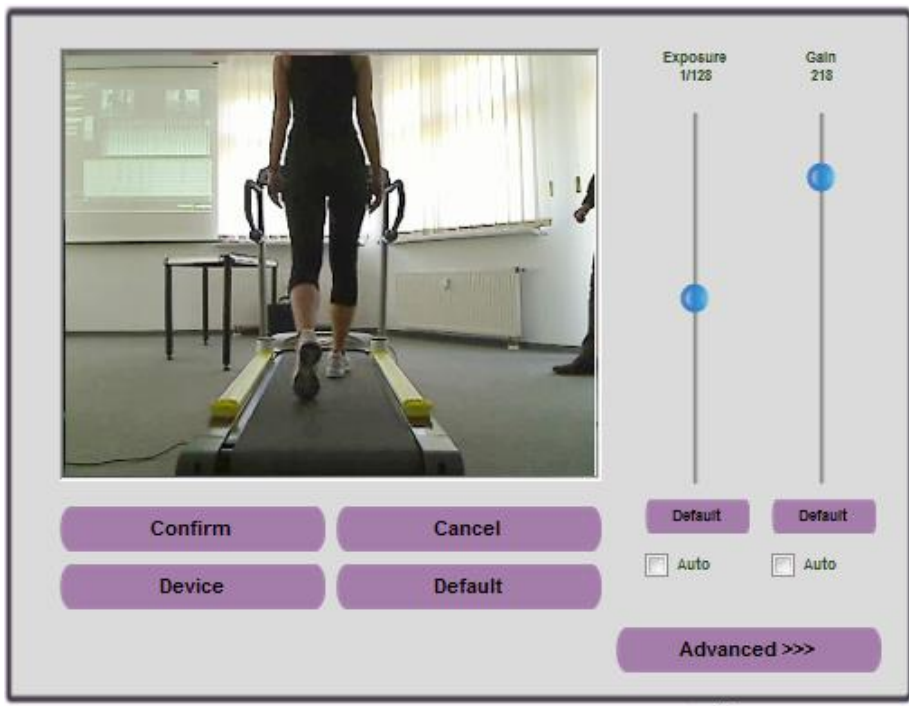 Exposure
1/128
Gain
218
Confirm
Cancel
Device
Default
Default
Default
Auto
Auto
Advanced >>>